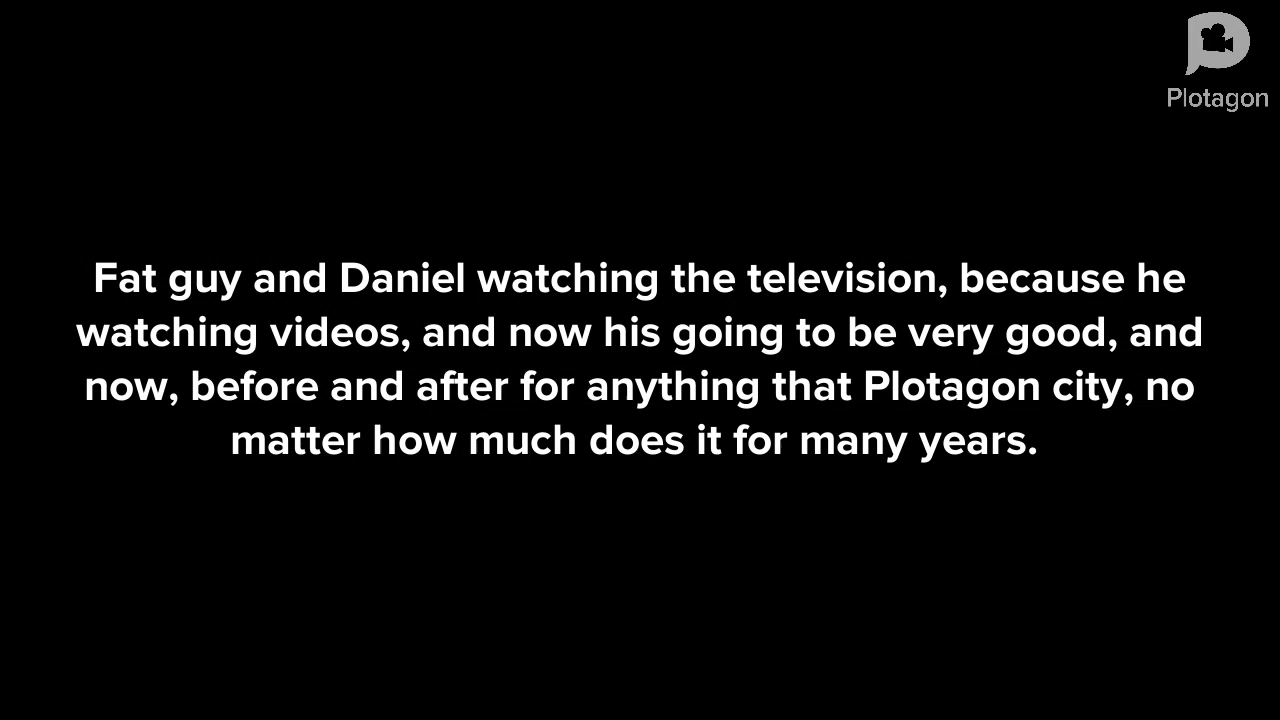 Plotagon
Fat guy and Daniel watching the television, because he
watching videos, and now his going to be very good, and
now, before and after for anything that Plotagon city, no
matter how much does it for many years.